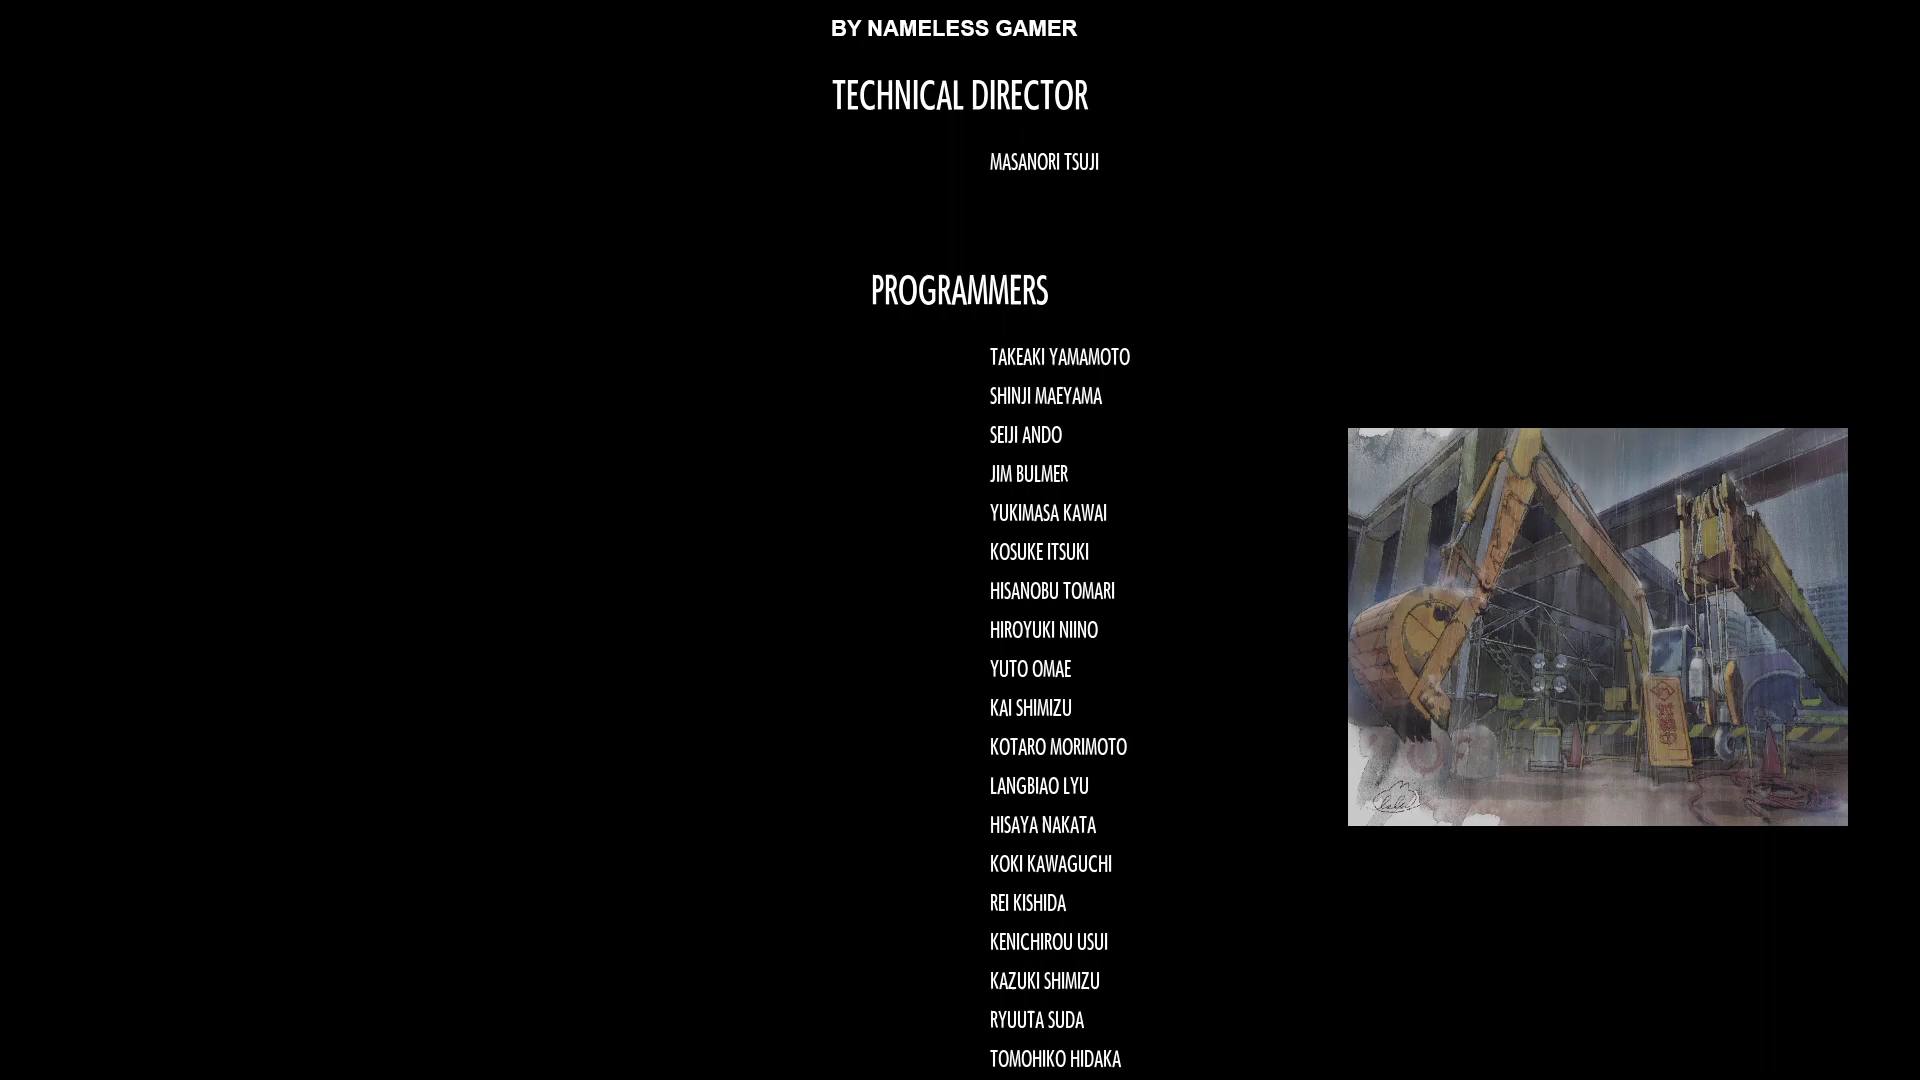 BY NAMELESS GAMER
TECHNICAL DIRECTOR
MASANORI TSUJI
PROGRAMMERS
TAKEAKI YAMAMOTO
SHINJI MAEYAMA
SEIJI ANDO
JIM BULMER
YUKIMASA KAWAI
KOSUKE ITSUKI
HISANOBU TOMARI
HIROYUKI NIINO
YUTO OMAE
KAI SHIMIZU
KOTARO MORIMOTO
LANGBIAO LYU
HISAYA NAKATA
KOKI KAWAGUCHI
REI KISHIDA
KENICHIROU USUI
KAZUKI SHIMIZU
RYUUTA SUDA
TOMOHIKO HIDAKA